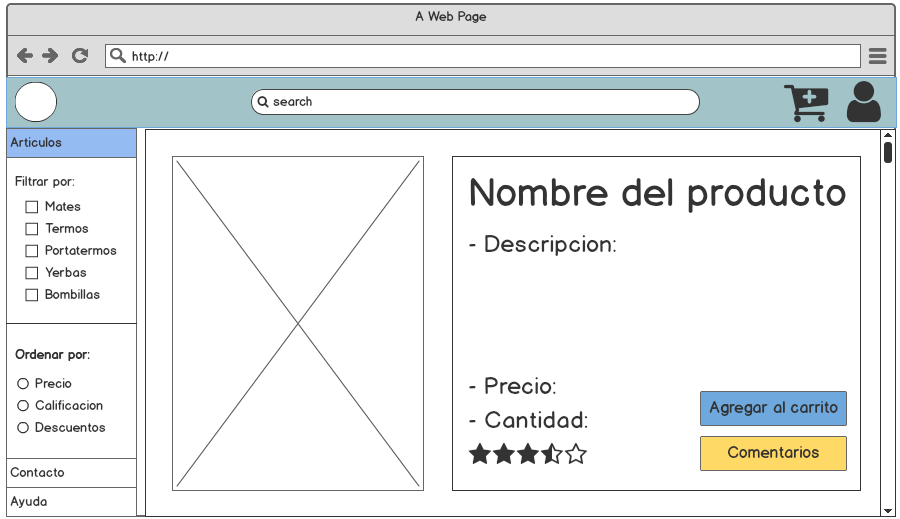 A Web Page
http://
search
Articulos
Filtrar por:
Mates
Termos
Portatermos
Yerbas
Bombillas
Ordenar por:
Precio
Calificacion
Descuentos
Contacto
Ayuda
Nombre del producto
- Descripcion:
- Precio:
- Cantidad:
Agregar al carrito
Comentarios